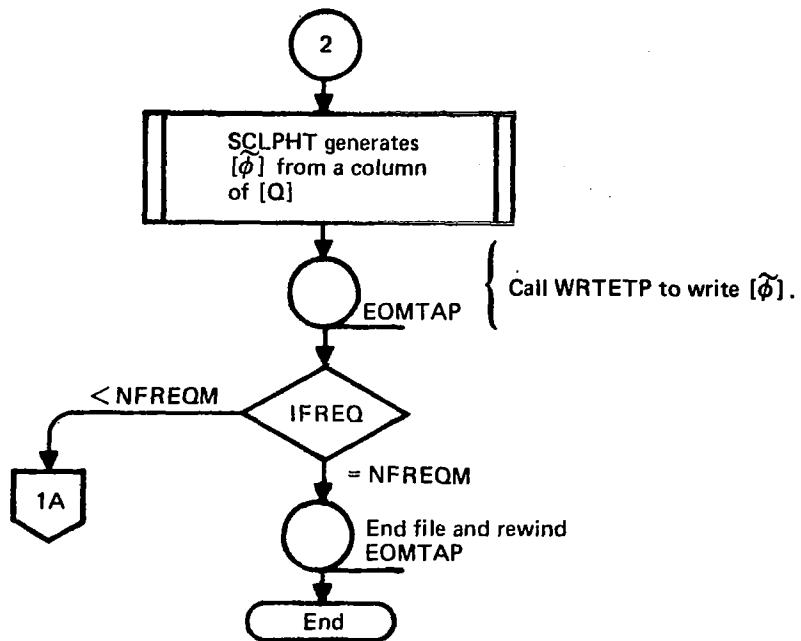 2
SCLPHT generates
[φ̃] from a column
of [Q]
EOMTAP
Call WRTETP to write [φ̃].
< NFREQM
IFREQ
= NFREQM
1A
End file and rewind
EOMTAP
End